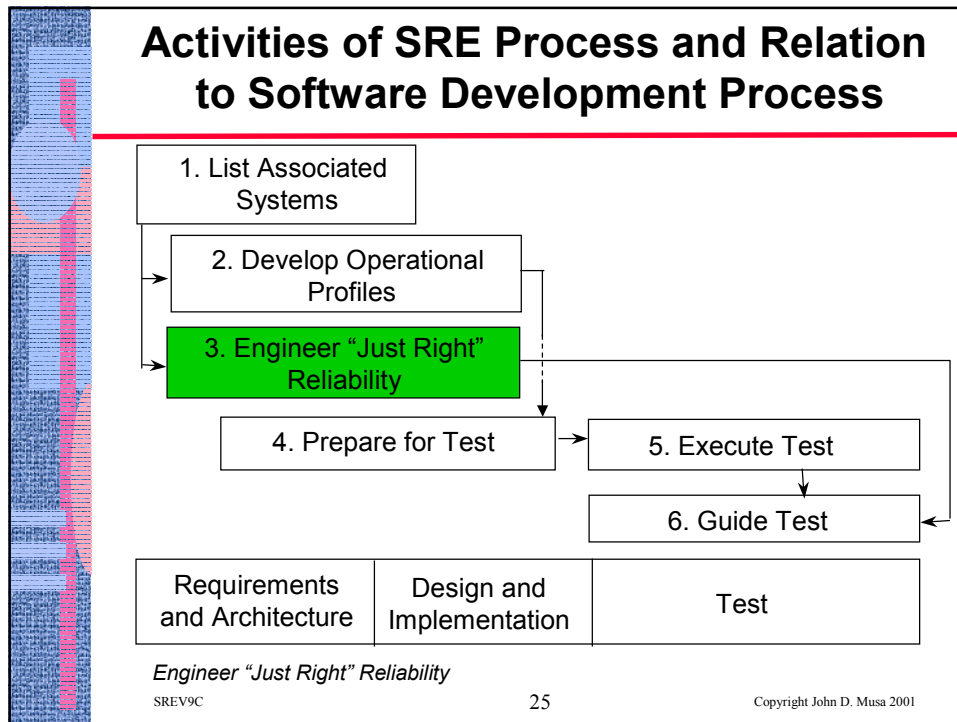 Activities of SRE Process and Relation
to Software Development Process
1. List Associated
Systems
2. Develop Operational
Profiles
3. Engineer “Just Right”
Reliability
4. Prepare for Test
5. Execute Test
6. Guide Test
Requirements
and Architecture
Design and
Implementation
Test
Engineer “Just Right” Reliability
SREV9C
25
Copyright John D. Musa 2001